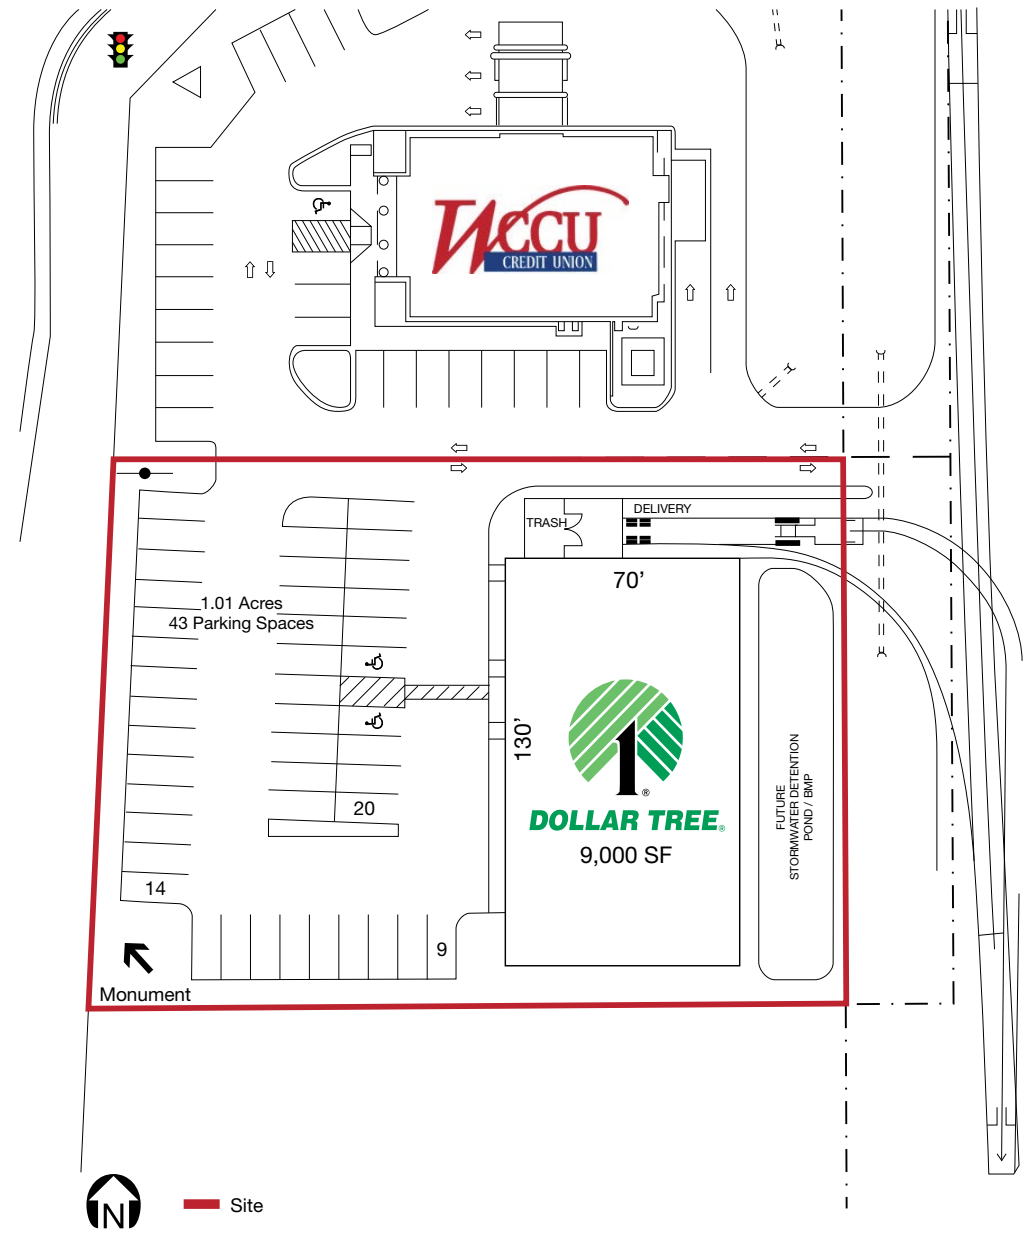 WCCU
CREDIT UNION
TRASH
DELIVERY
70’
1.01 Acres
43 Parking Spaces
130’
1
®
DOLLAR TREE®
9,000 SF
FUTURE
STORMWATER DETENTION
POND / BMP
20
14
9
Monument
N
Site